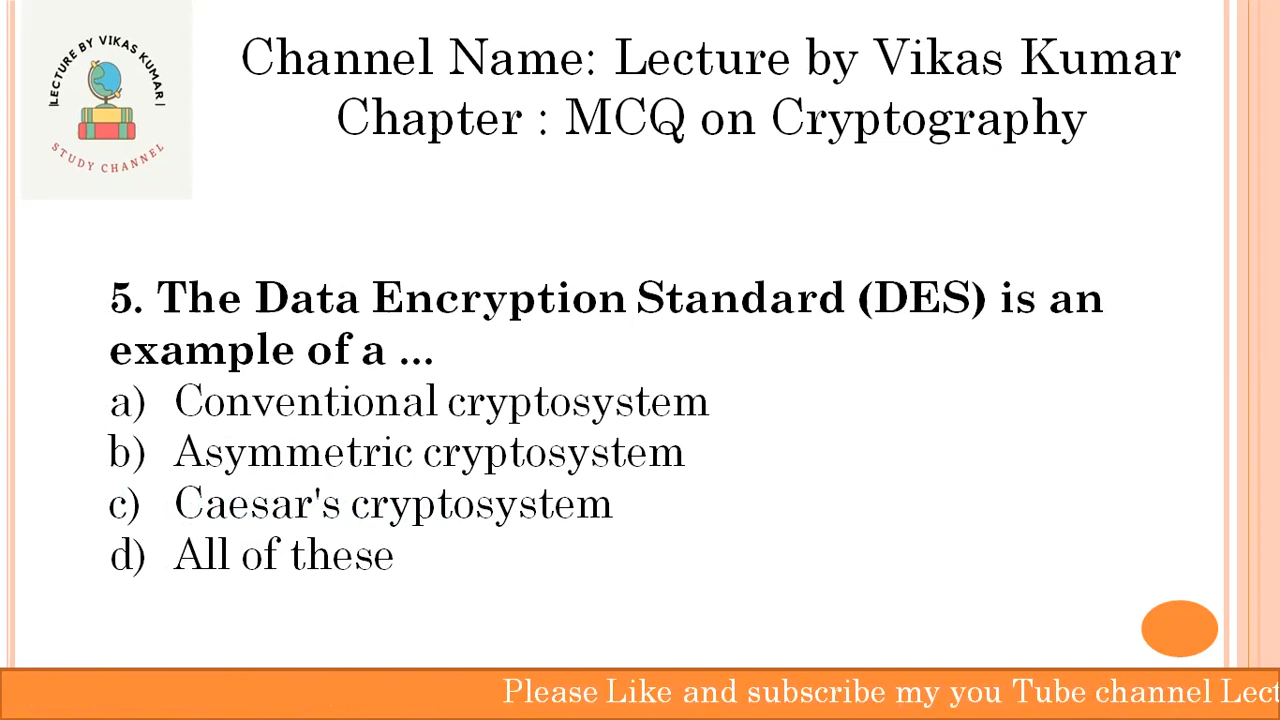 LECTURE BY VIKAS KUMAR
STUDY CHANNEL
Channel Name: Lecture by Vikas Kumar
Chapter : MCQ on Cryptography
5. The Data Encryption Standard (DES) is an
example of a ...
a) Conventional cryptosystem
b) Asymmetric cryptosystem
c) Caesar's cryptosystem
d) All of these
Please Like and subscribe my you Tube channel Lect